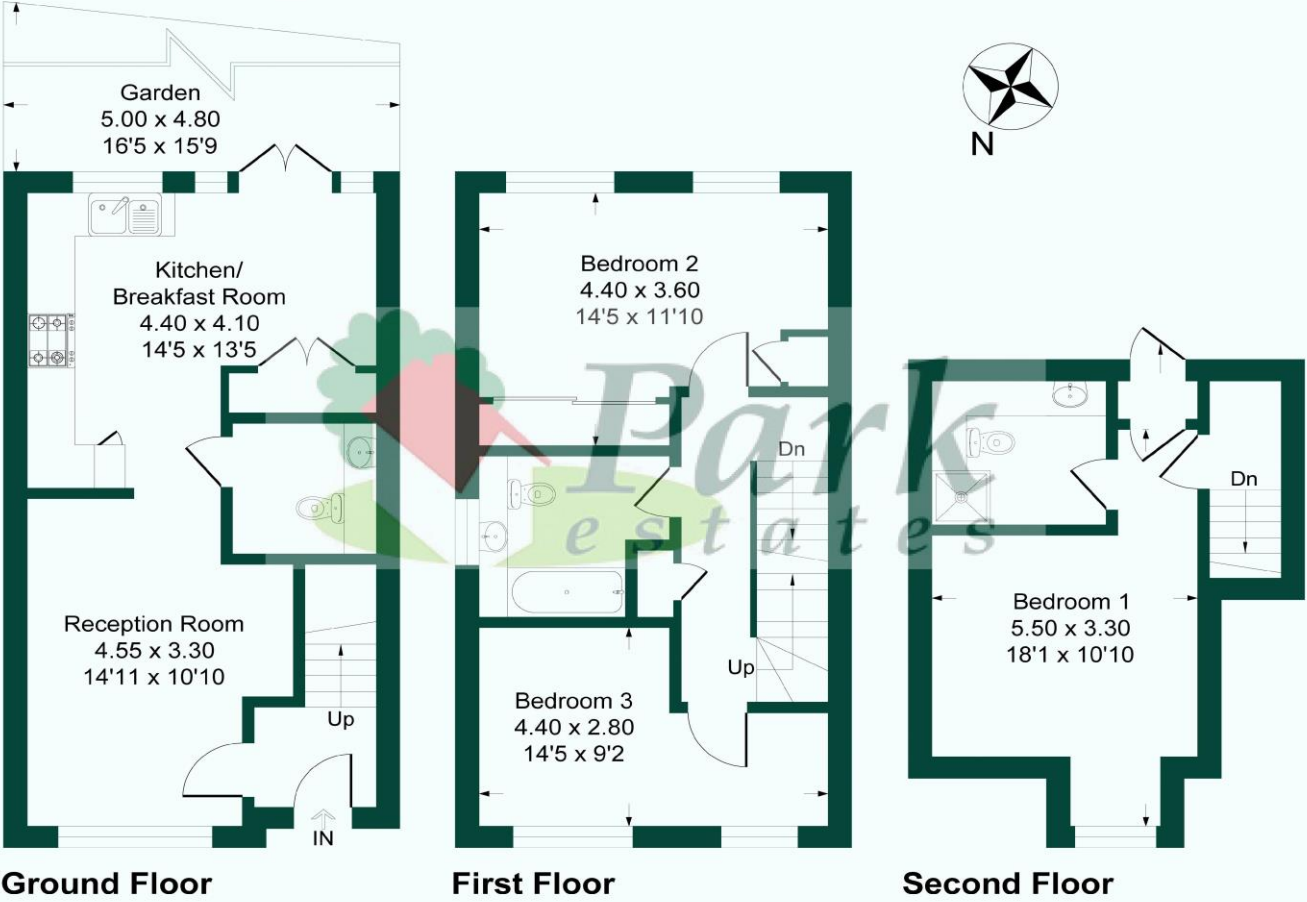 Garden
5.00 x 4.80
16'5 x 15'9
N
Kitchen/
Breakfast Room
4.40 x 4.10
14'5 x 13'5
Bedroom 2
4.40 x 3.60
14'5 x 11'10
Park
estates
Dn
Dn
Reception Room
4.55 x 3.30
14'11 x 10'10
Bedroom 1
5.50 x 3.30
18'1 x 10'10
Up
Bedroom 3
4.40 x 2.80
14'5 x 9'2
Up
IN
Ground Floor
First Floor
Second Floor